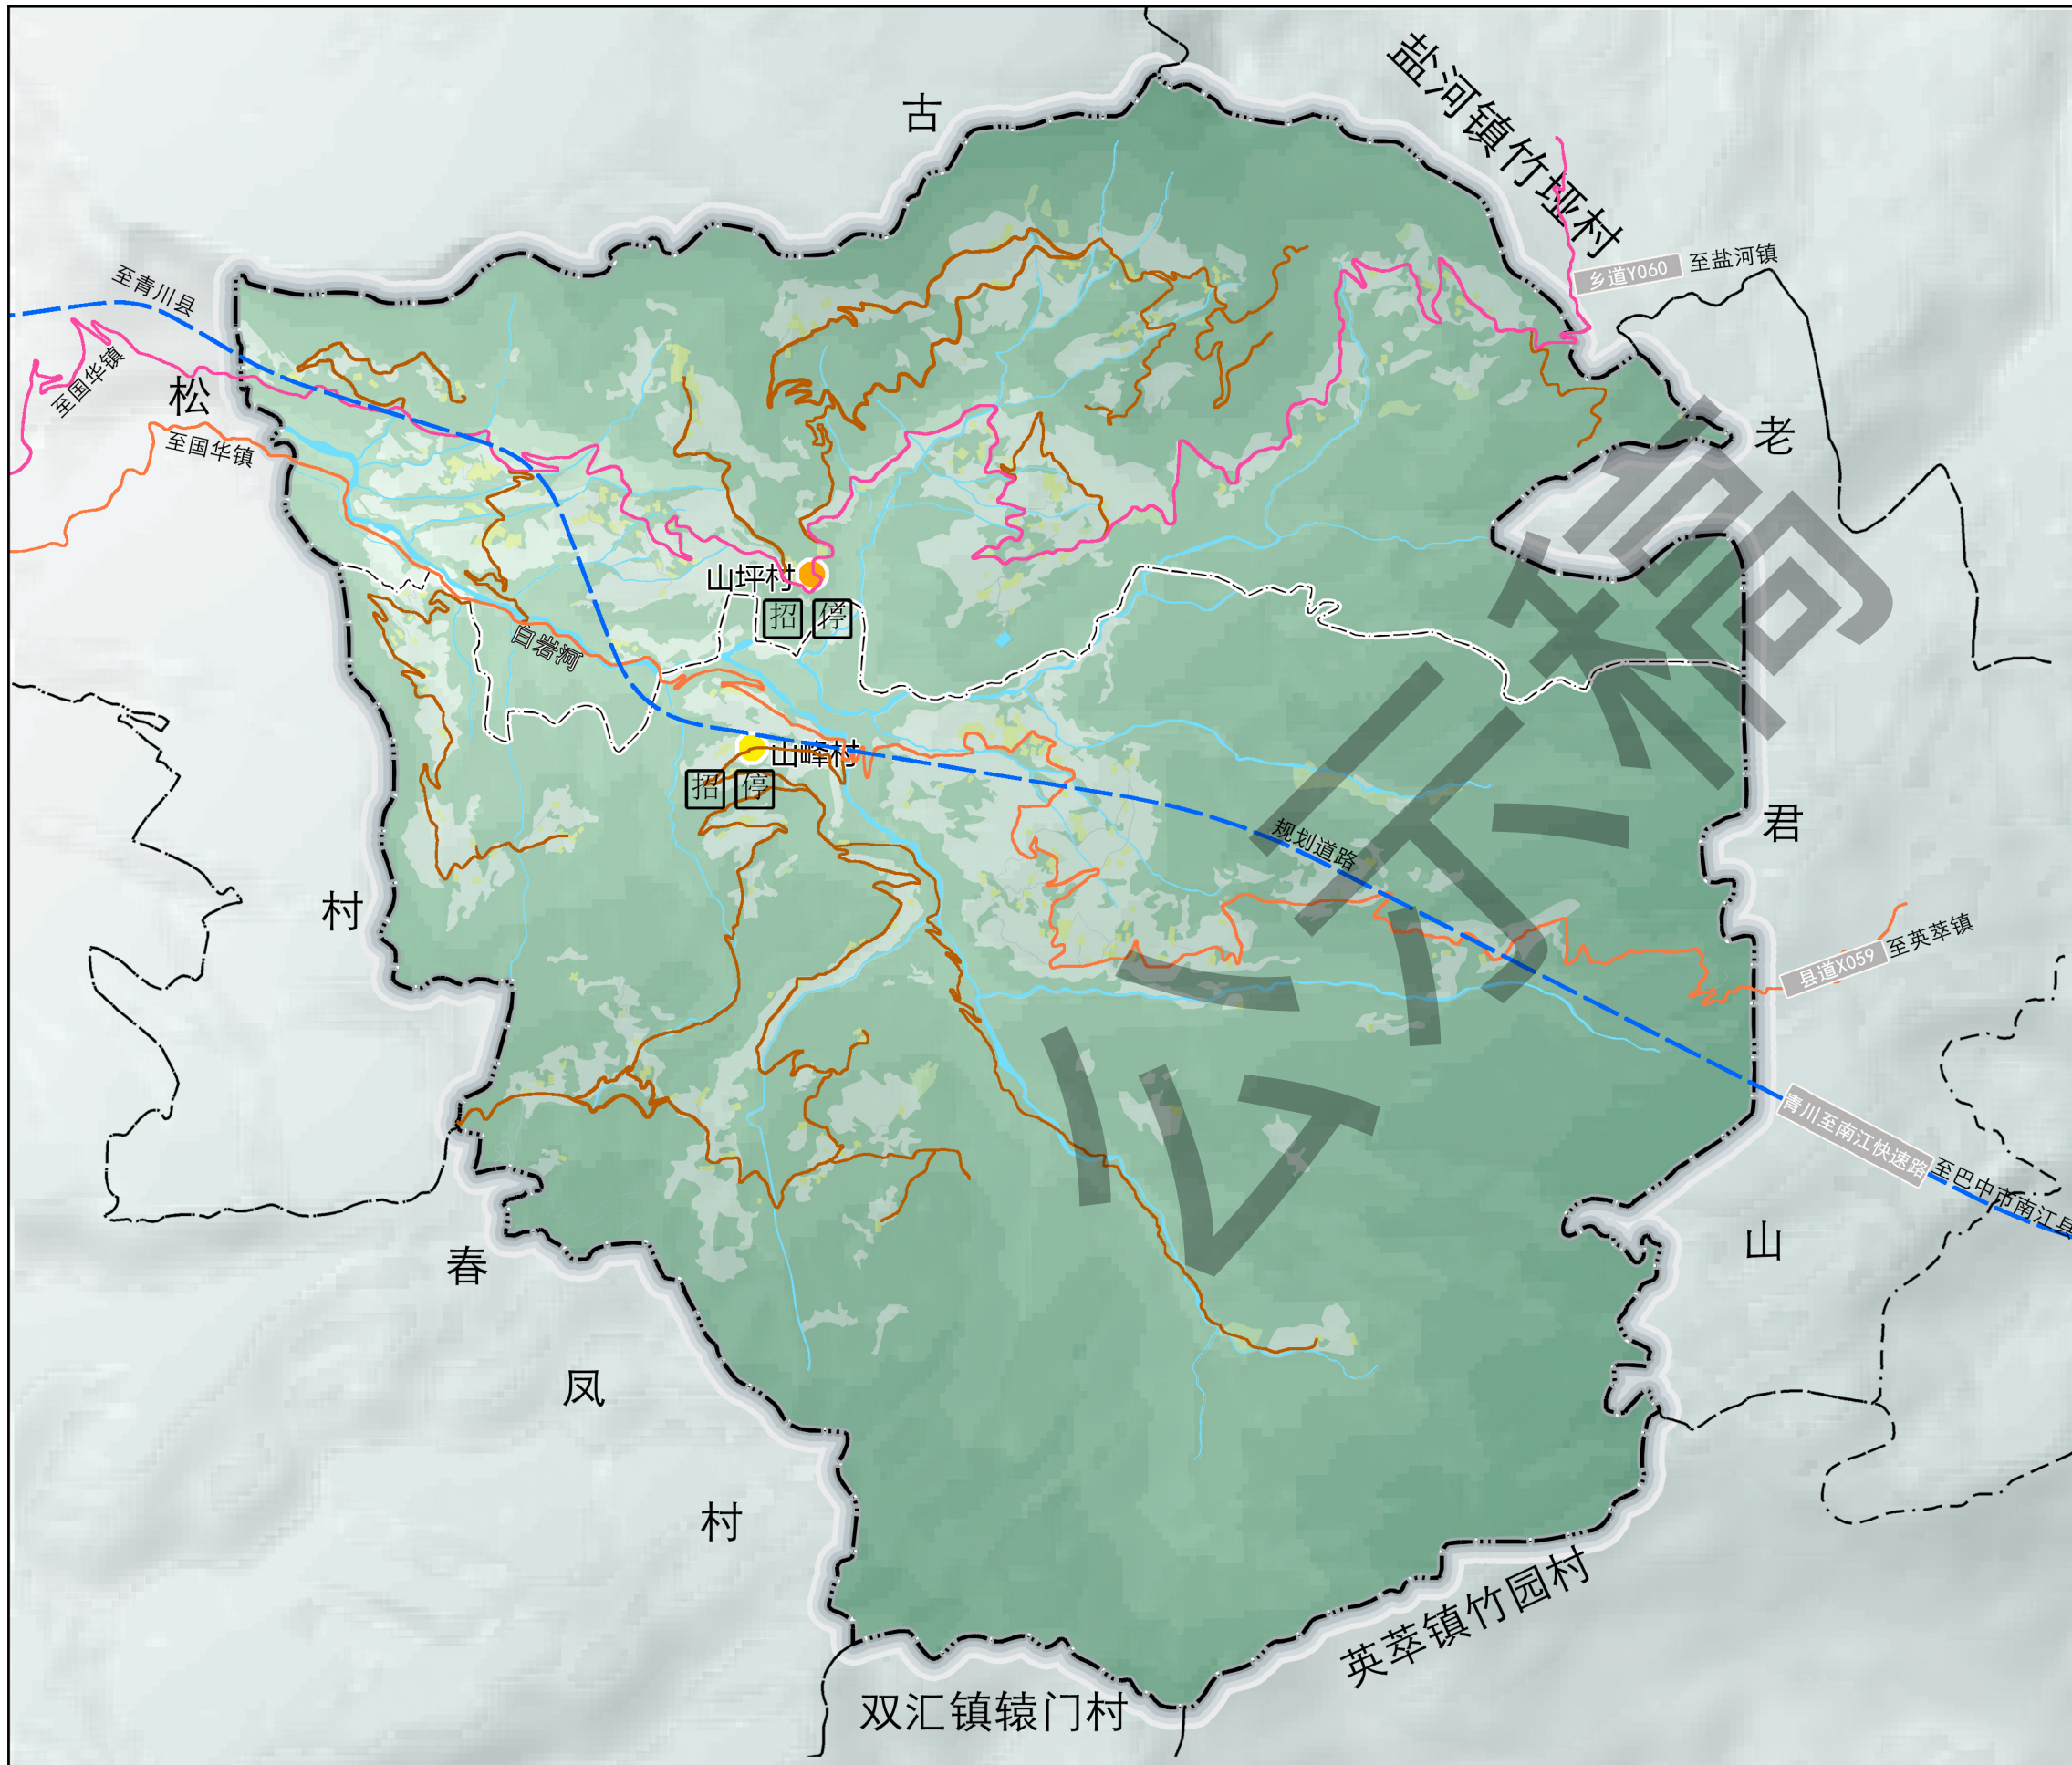 古
盐河镇竹垭村
乡道Y060
至盐河镇
至青川县
至国华镇
松
至国华镇
老
山坪村
招
停
白岩河
山峰村
招
停
君
规划道路
村
至英萃镇
县道X059
青川至南江快速路
至巴中市南江县
春
山
凤
村
英萃镇竹园村
双汇镇辕门村
公示稿